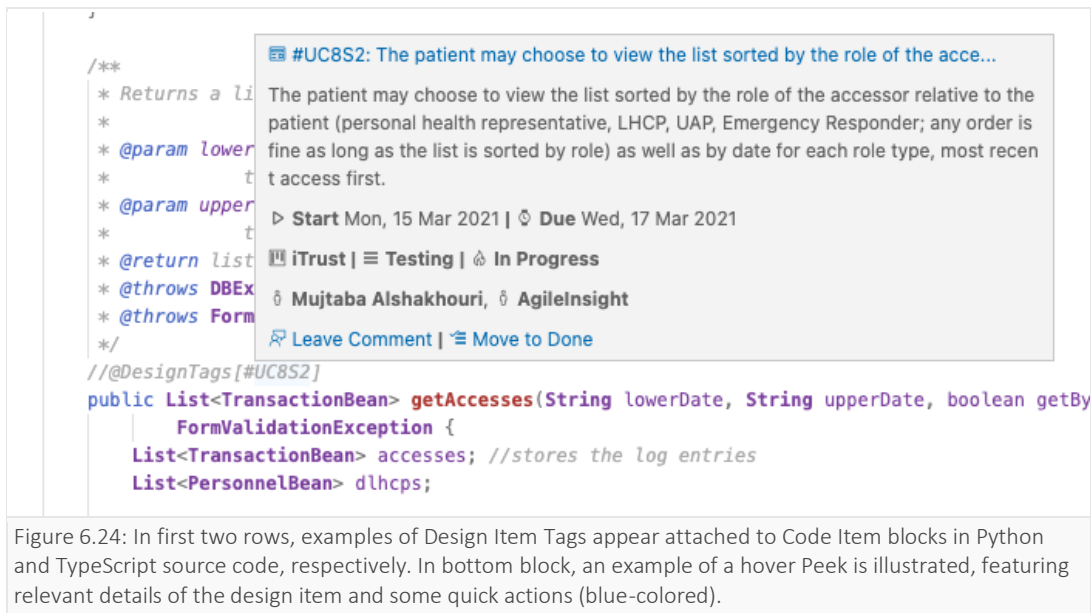 }
/**
#UC8S2: The patient may choose to view the list sorted by the role of the acce...
* Returns a li
The patient may choose to view the list sorted by the role of the accessor relative to the
*
patient (personal health representative, LHCP, UAP, Emergency Responder; any order is
* @param lower
fine as long as the list is sorted by role) as well as by date for each role type, most recen
* t
t access first.
* @param upper
▷ Start Mon, 15 Mar 2021 | Due Wed, 17 Mar 2021
* t
* @return list
iTrust | ☰ Testing | In Progress
* @throws DBEx
Mujtaba Alshakhouri, AgileInsight
* @throws Form
Leave Comment | Move to Done
*/
//@DesignTags[#UC8S2]
public List<TransactionBean> getAccesses(String lowerDate, String upperDate, boolean getBy
FormValidationException {
List<TransactionBean> accesses; //stores the log entries
List<PersonnelBean> dlhcps;
Figure 6.24: In first two rows, examples of Design Item Tags appear attached to Code Item blocks in Python
and TypeScript source code, respectively. In bottom block, an example of a hover Peek is illustrated, featuring
relevant details of the design item and some quick actions (blue-colored).